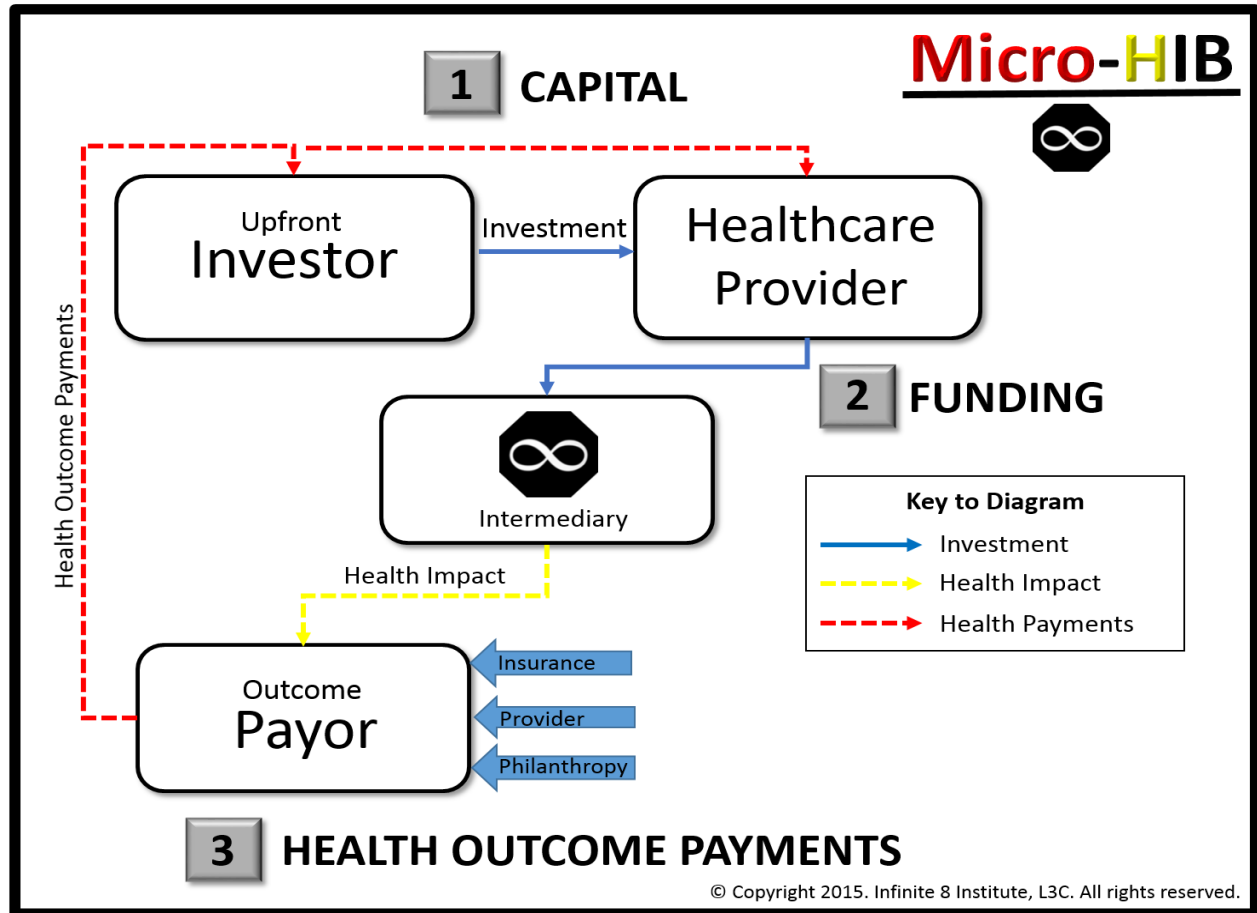 Micro-HIB
1 CAPITAL
Upfront
Investor
Investment
Healthcare
Provider
Health Outcome Payments
2 FUNDING
Intermediary
Health Impact
Key to Diagram
Investment
Health Impact
Health Payments
Outcome
Payor
Insurance
Provider
Philanthropy
3 HEALTH OUTCOME PAYMENTS
© Copyright 2015. Infinite 8 Institute, L3C. All rights reserved.